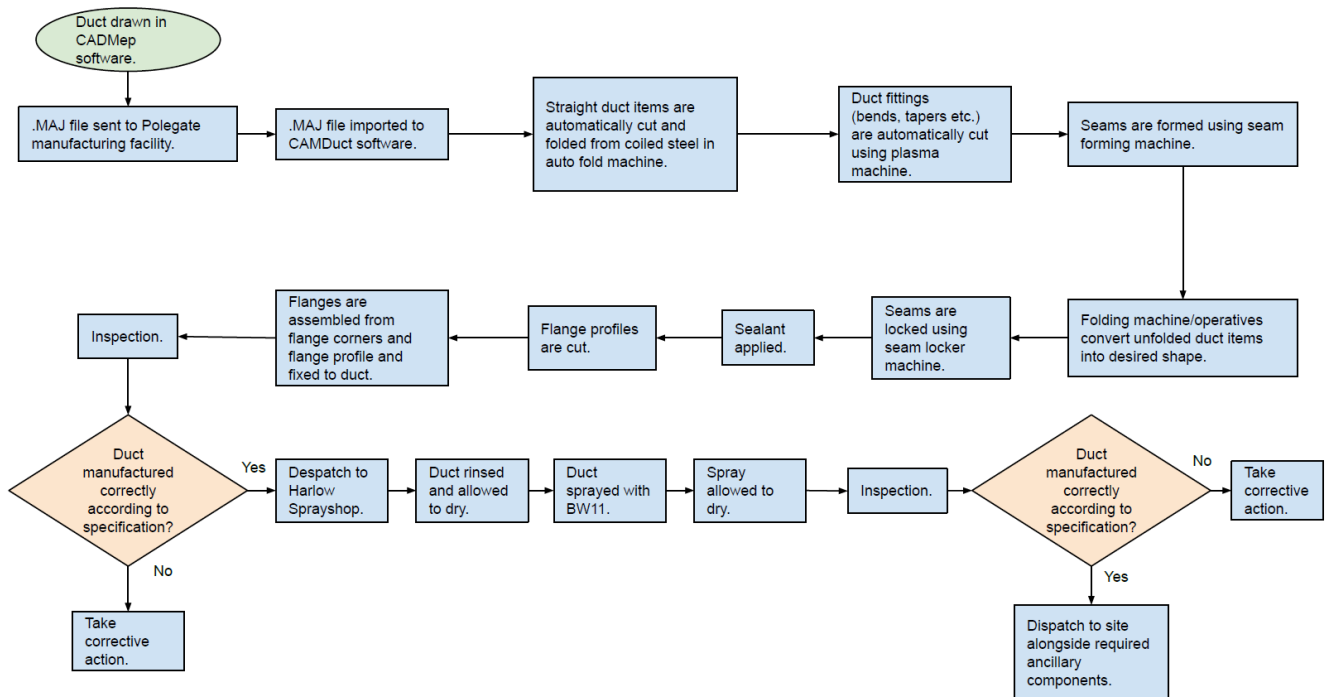 Duct drawn in
CADMep
software.
.MAJ file sent to Polegate
manufacturing facility.
.MAJ file imported to
CAMDuct software.
Straight duct items are
automatically cut and
folded from coiled steel in
auto fold machine.
Duct fittings
(bends, tapers etc.)
are automatically cut
using plasma
machine.
Seams are formed using seam
forming machine.
Folding machine/operatives
convert unfolded duct items
into desired shape.
Seams are
locked using
seam locker
machine.
Sealant
applied.
Flange profiles
are cut.
Flanges are
assembled from
flange corners and
flange profile and
fixed to duct.
Inspection.
Duct
manufactured
correctly
according to
specification?
No
Take
corrective
action.
Yes
Despatch to
Harlow
Sprayshop.
Duct rinsed
and allowed
to dry.
Duct
sprayed with
BW11.
Spray
allowed to
dry.
Inspection.
Duct
manufactured
correctly
according to
specification?
No
Take
corrective
action.
Yes
Dispatch to site
alongside required
ancillary
components.